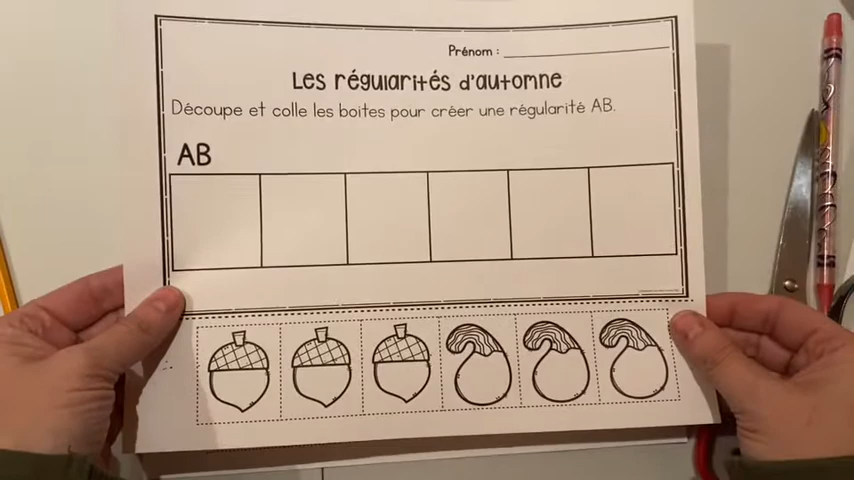 Prénom :
Les régularités d'automne
Découpe et colle les boites pour créer une régularité AB.
AB